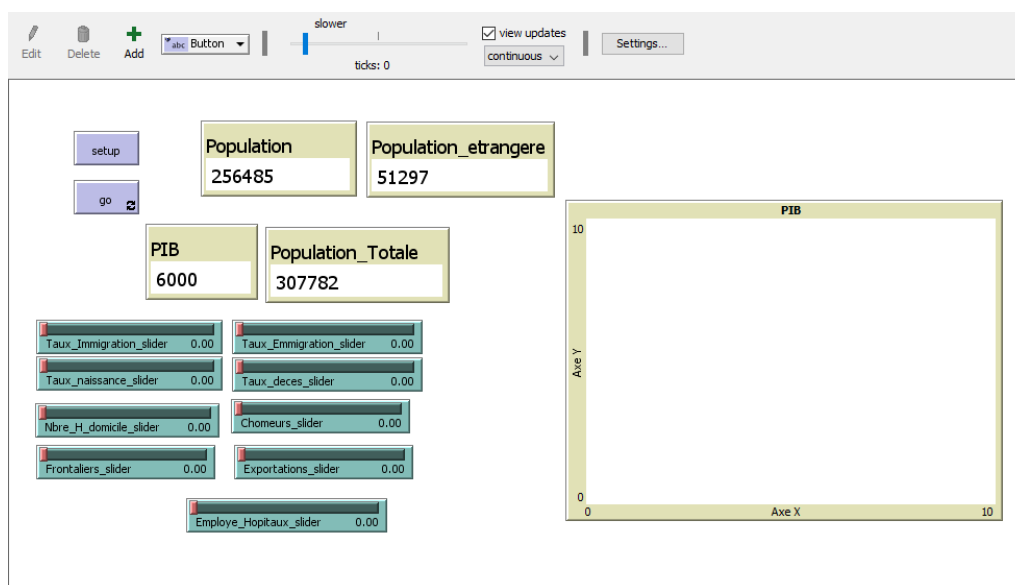 slower
Edit
Delete
Add
abc Button
ticks: 0
view updates
continuous
Settings...
setup
go
Population
256485
Population_etrangere
51297
PIB
6000
Population_Totale
307782
PIB
10
Axe Y
0
0
Axe X
10
Taux_Immigration_slider 0.00
Taux_Emmigration_slider 0.00
Taux_naissance_slider 0.00
Taux_deces_slider 0.00
Nbre_H_domicile_slider 0.00
Chomeurs_slider 0.00
Frontaliers_slider 0.00
Exportations_slider 0.00
Employe_Hopitaux_slider 0.00